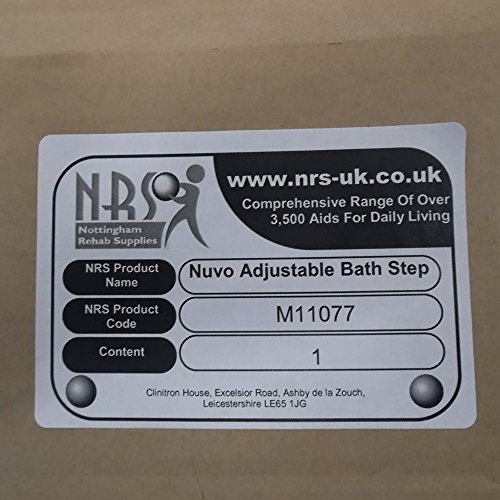 NRS
Nottingham
Rehab Supplies
www.nrs-uk.co.uk
Comprehensive Range Of Over
3,500 Aids For Daily Living
NRS Product
Name
Nuvo Adjustable Bath Step
NRS Product
Code
M11077
Content
1
Clinitron House, Excelsior Road, Ashby de la Zouch,
Leicestershire LE65 1JG